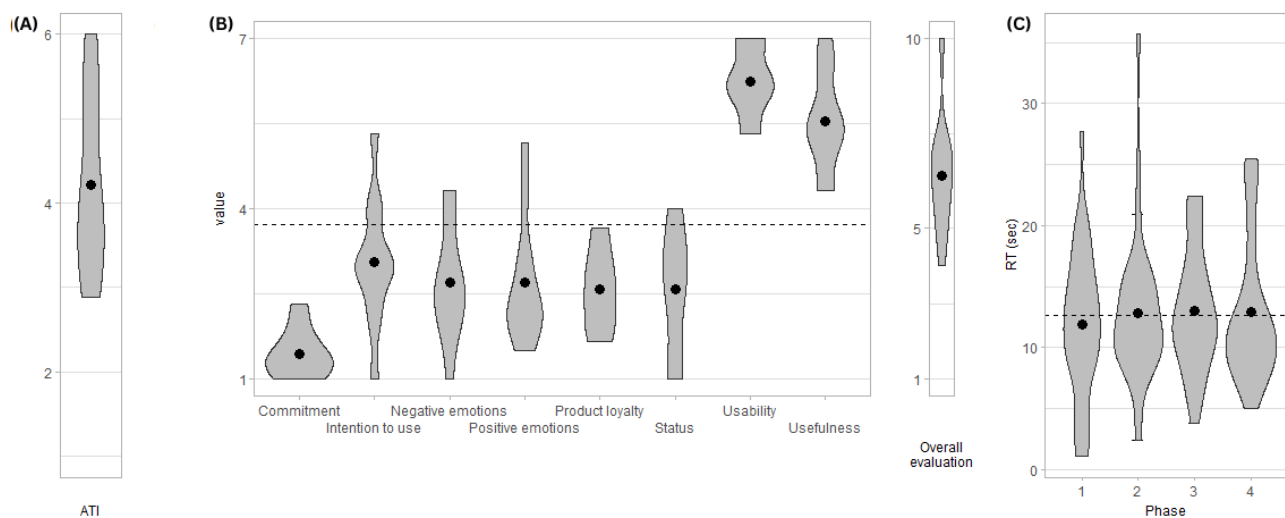 (A)
6
4
2
ATI
(B)
7
4
1
value
Commitment
Intention to use
Negative emotions
Positive emotions
Product loyalty
Status
Usability
Usefulness
10
5
1
Overall
evaluation
(C)
30
20
10
0
RT (sec)
1 2 3 4
Phase